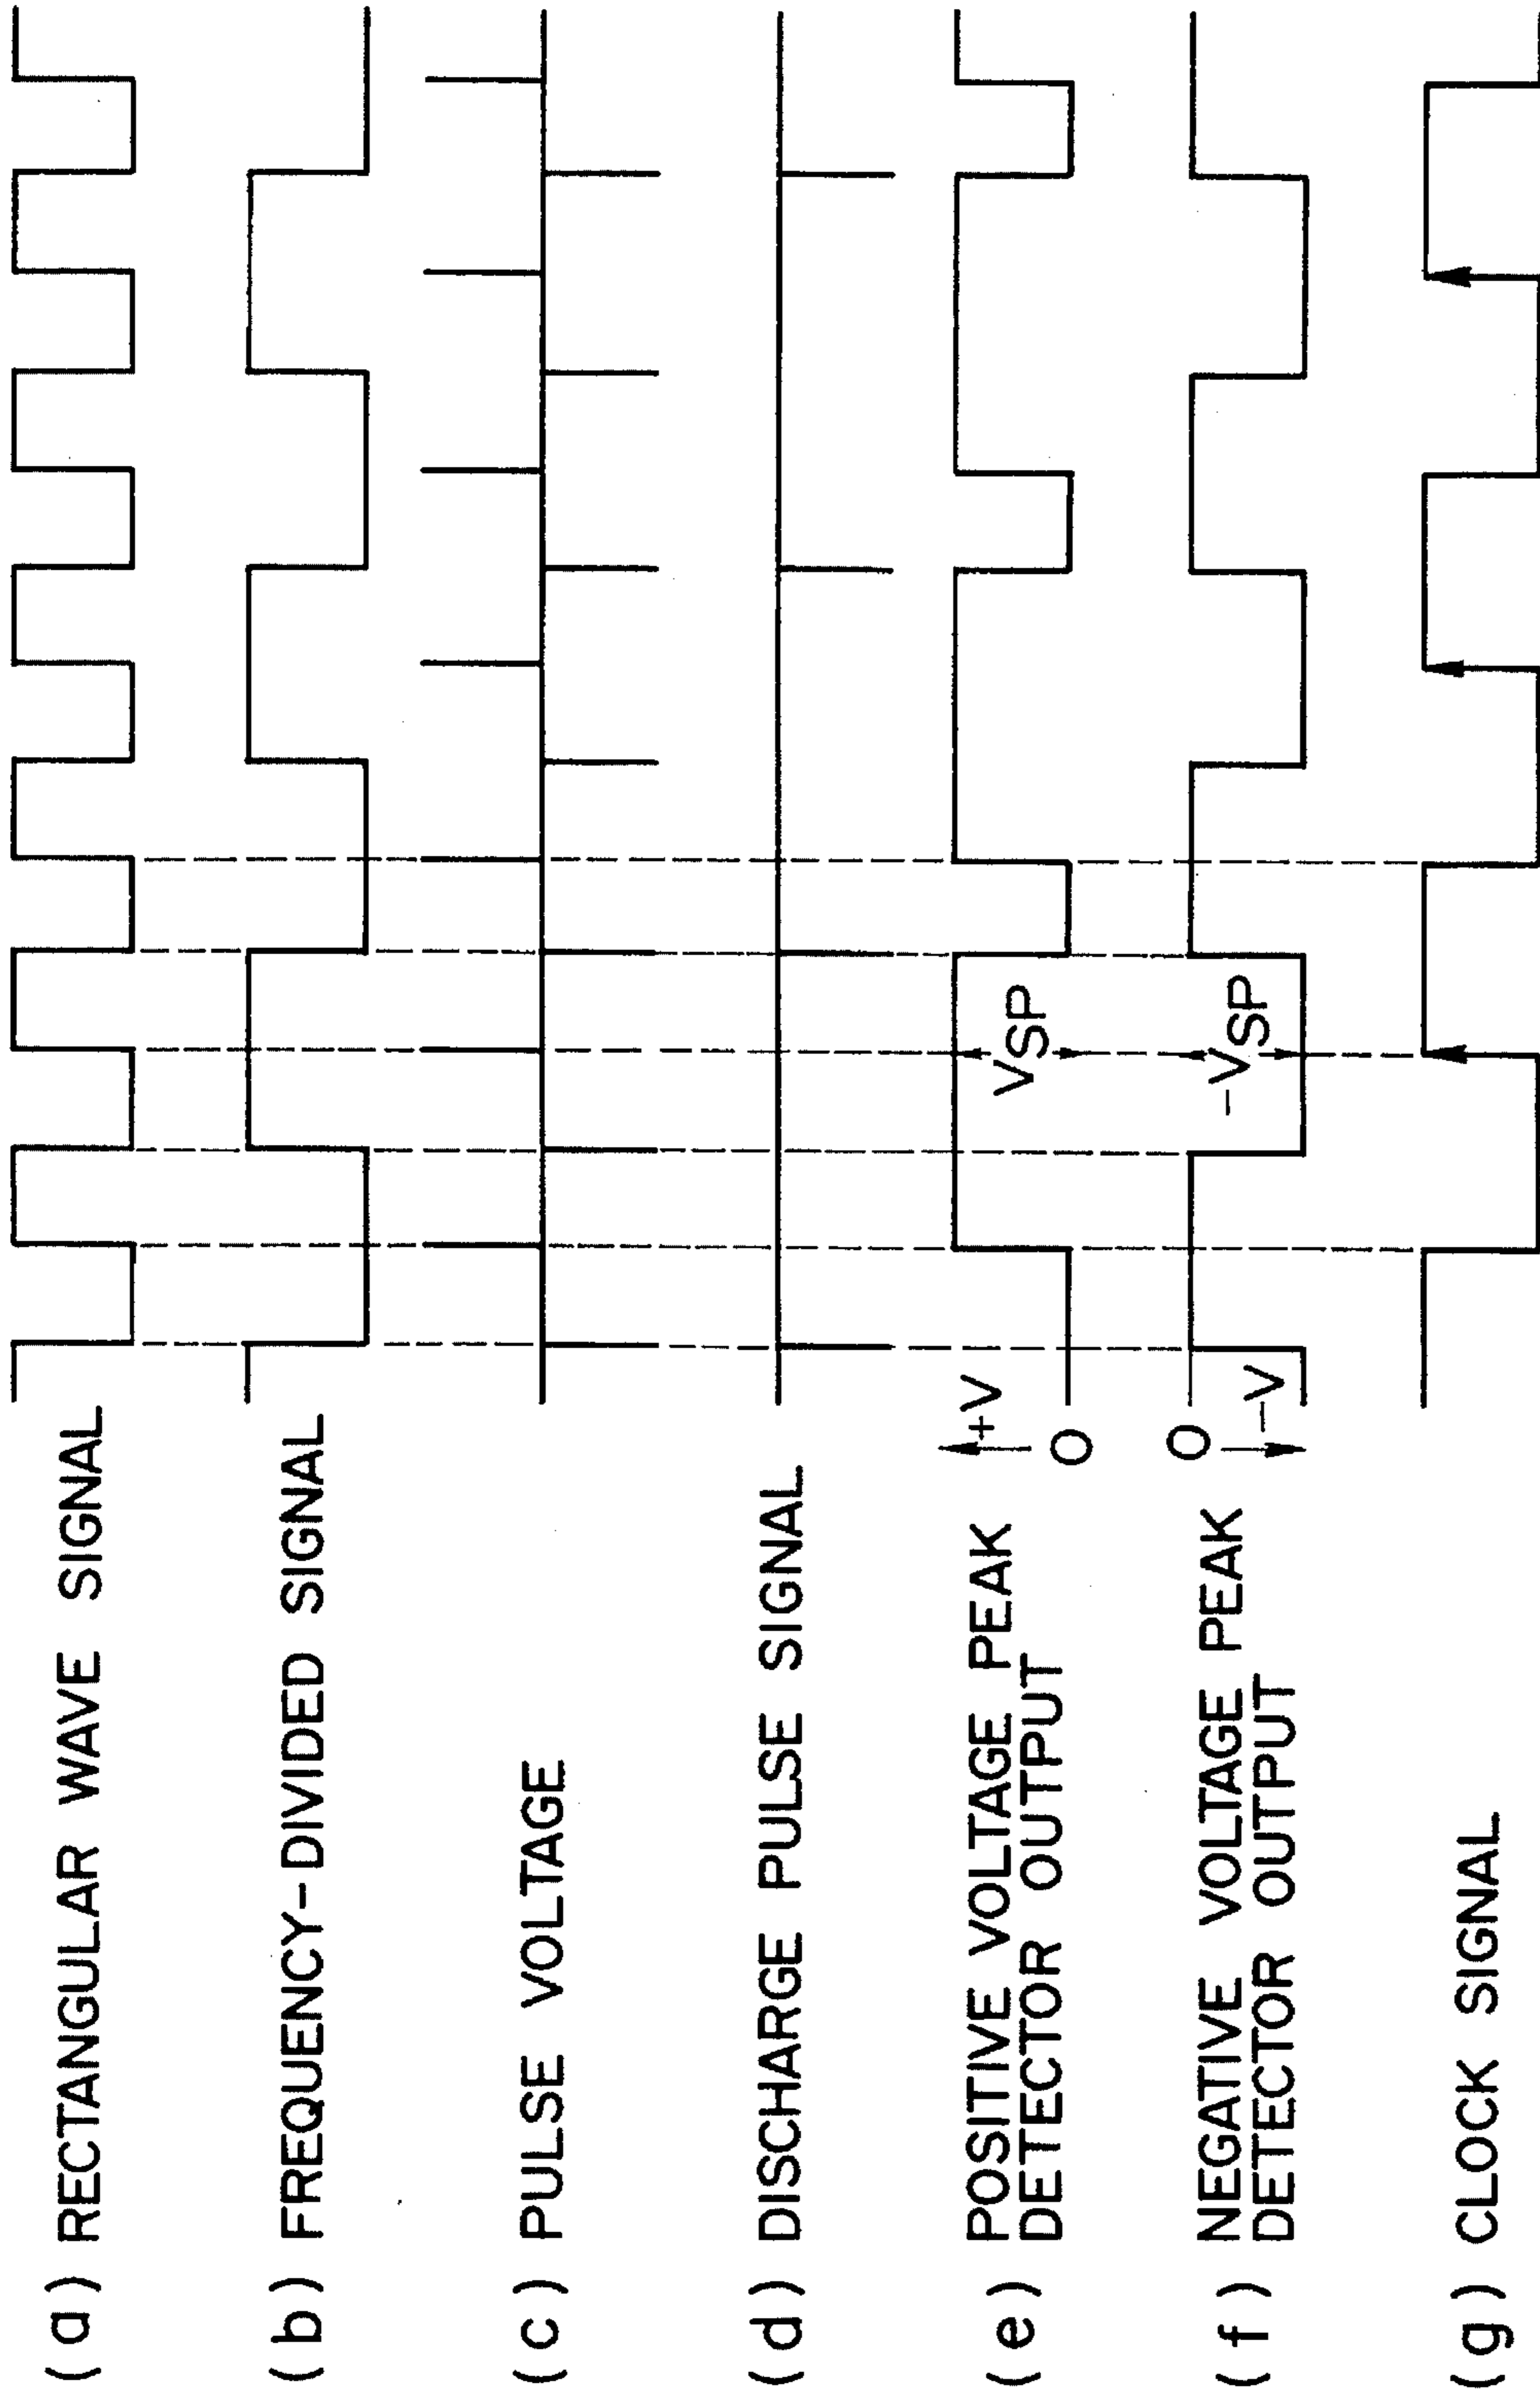 (a) RECTANGULAR WAVE SIGNAL
(b) FREQUENCY-DIVIDED SIGNAL
(c) PULSE VOLTAGE
(d) DISCHARGE PULSE SIGNAL
(e) POSITIVE VOLTAGE PEAK
DETECTOR OUTPUT
+V
0
VSP
(f) NEGATIVE VOLTAGE PEAK
DETECTOR OUTPUT
0
-V
-VSP
(g) CLOCK SIGNAL